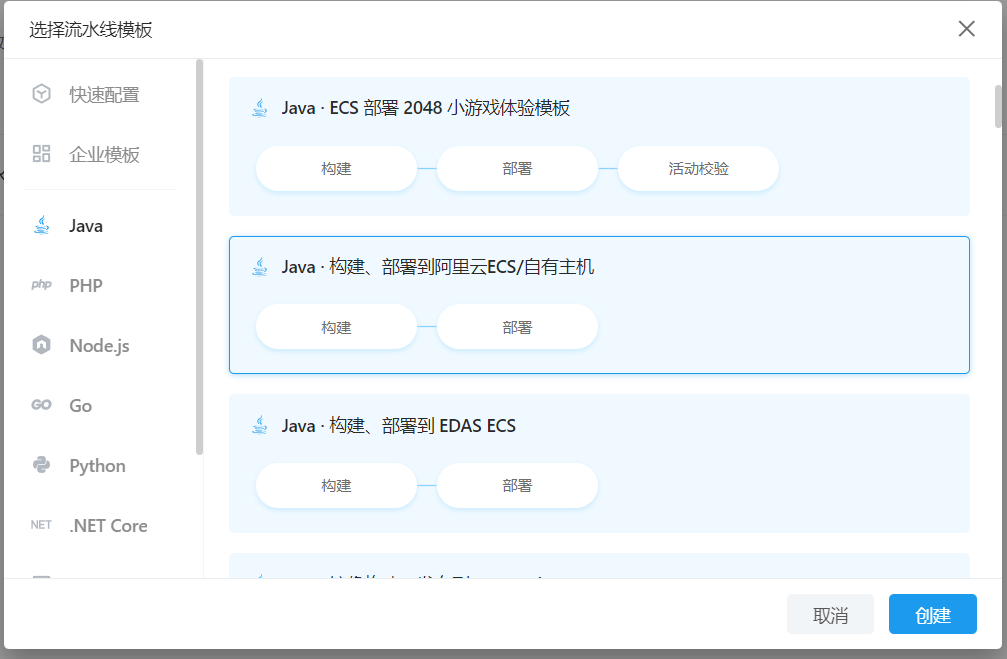 选择流水线模板
快速配置
企业模板
Java
php PHP
Node.js
GO Go
Python
NET .NET Core
Java · ECS 部署 2048 小游戏体验模板
构建 部署 活动校验
Java · 构建、部署到阿里云ECS/自有主机
构建 部署
Java · 构建、部署到 EDAS ECS
构建 部署
取消 创建